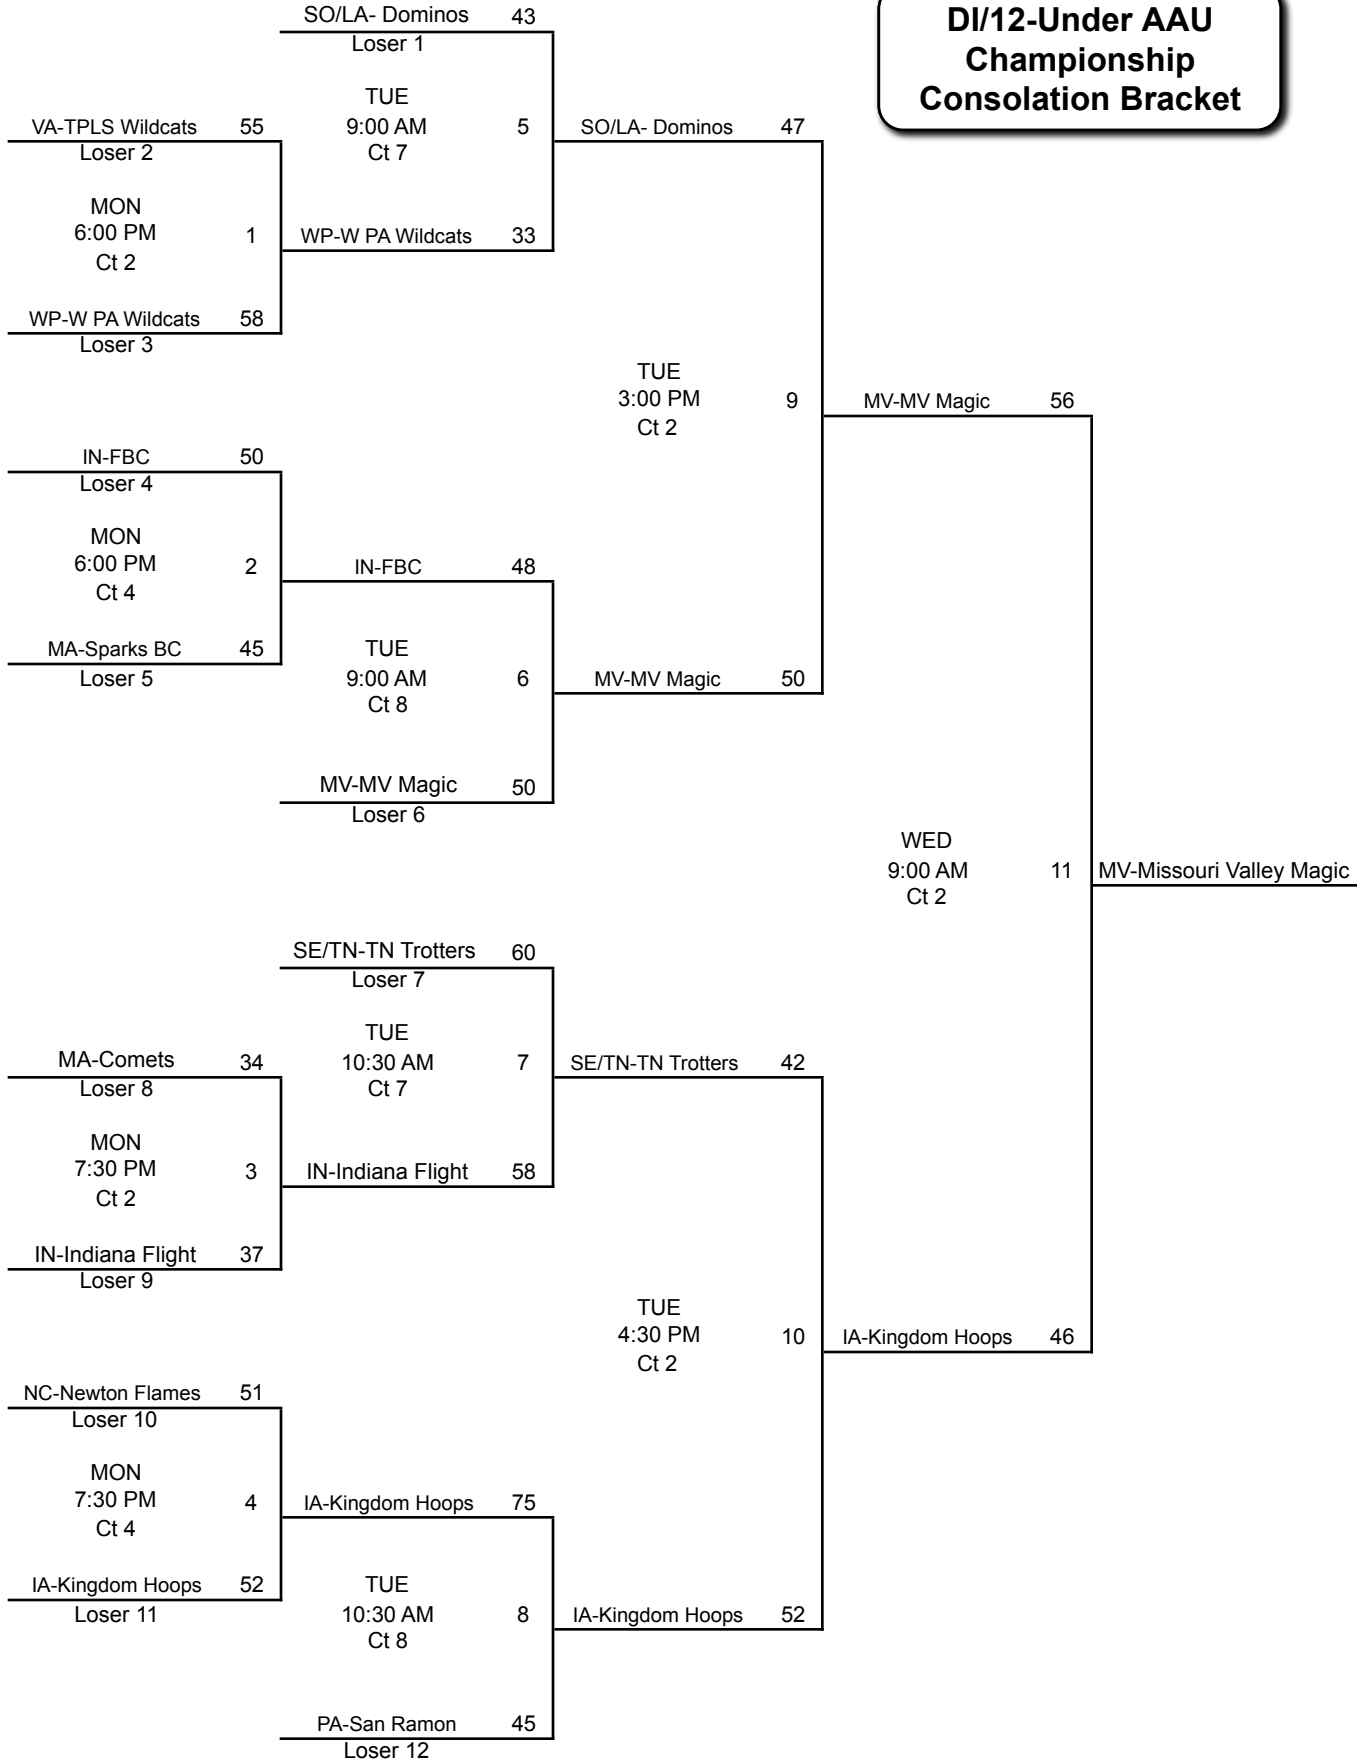 DI/12-Under AAU
Championship
Consolation Bracket
SO/LA- Dominos 43
Loser 1
TUE
9:00 AM 5
Ct 7
VA-TPLS Wildcats 55
Loser 2
MON
6:00 PM 1
Ct 2
WP-W PA Wildcats 33
WP-W PA Wildcats 58
Loser 3
SO/LA- Dominos 47
TUE
3:00 PM 9
Ct 2
MV-MV Magic 56
IN-FBC 50
Loser 4
MON
6:00 PM 2
Ct 4
IN-FBC 48
MA-Sparks BC 45
Loser 5
TUE
9:00 AM 6
Ct 8
MV-MV Magic 50
MV-MV Magic 50
Loser 6
WED
9:00 AM 11
Ct 2
MV-Missouri Valley Magic
SE/TN-TN Trotters 60
Loser 7
TUE
10:30 AM 7
Ct 7
SE/TN-TN Trotters 42
MA-Comets 34
Loser 8
MON
7:30 PM 3
Ct 2
IN-Indiana Flight 58
IN-Indiana Flight 37
Loser 9
TUE
4:30 PM 10
Ct 2
IA-Kingdom Hoops 46
NC-Newton Flames 51
Loser 10
MON
7:30 PM 4
Ct 4
IA-Kingdom Hoops 75
IA-Kingdom Hoops 52
Loser 11
TUE
10:30 AM 8
Ct 8
IA-Kingdom Hoops 52
PA-San Ramon 45
Loser 12